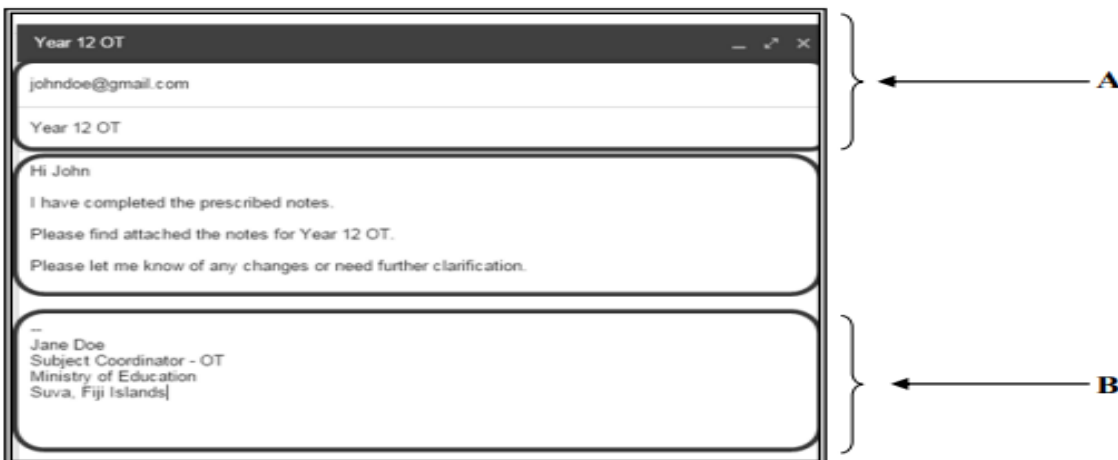 Year 12 OT
johndoe@gmail.com
A
Year 12 OT
Hi John
I have completed the prescribed notes.
Please find attached the notes for Year 12 OT.
Please let me know of any changes or need further clarification.
--
Jane Doe
Subject Coordinator - OT
Ministry of Education
B
Suva, Fiji Islands